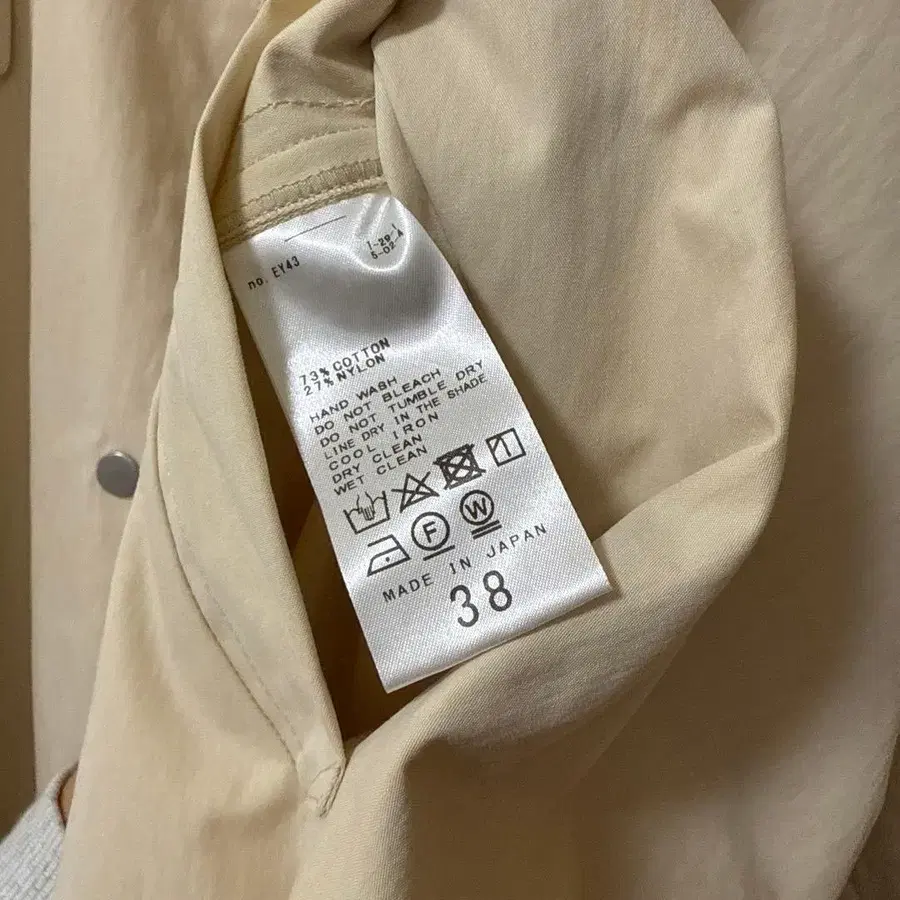 no. EY43
1-29-1
5-02-A
73% COTTON
27% NYLON
HAND WASH
DO NOT BLEACH
DO NOT TUMBLE DRY
LINE DRY IN THE SHADE
COOL IRON
DRY CLEAN
WET CLEAN
F W
MADE IN JAPAN
38